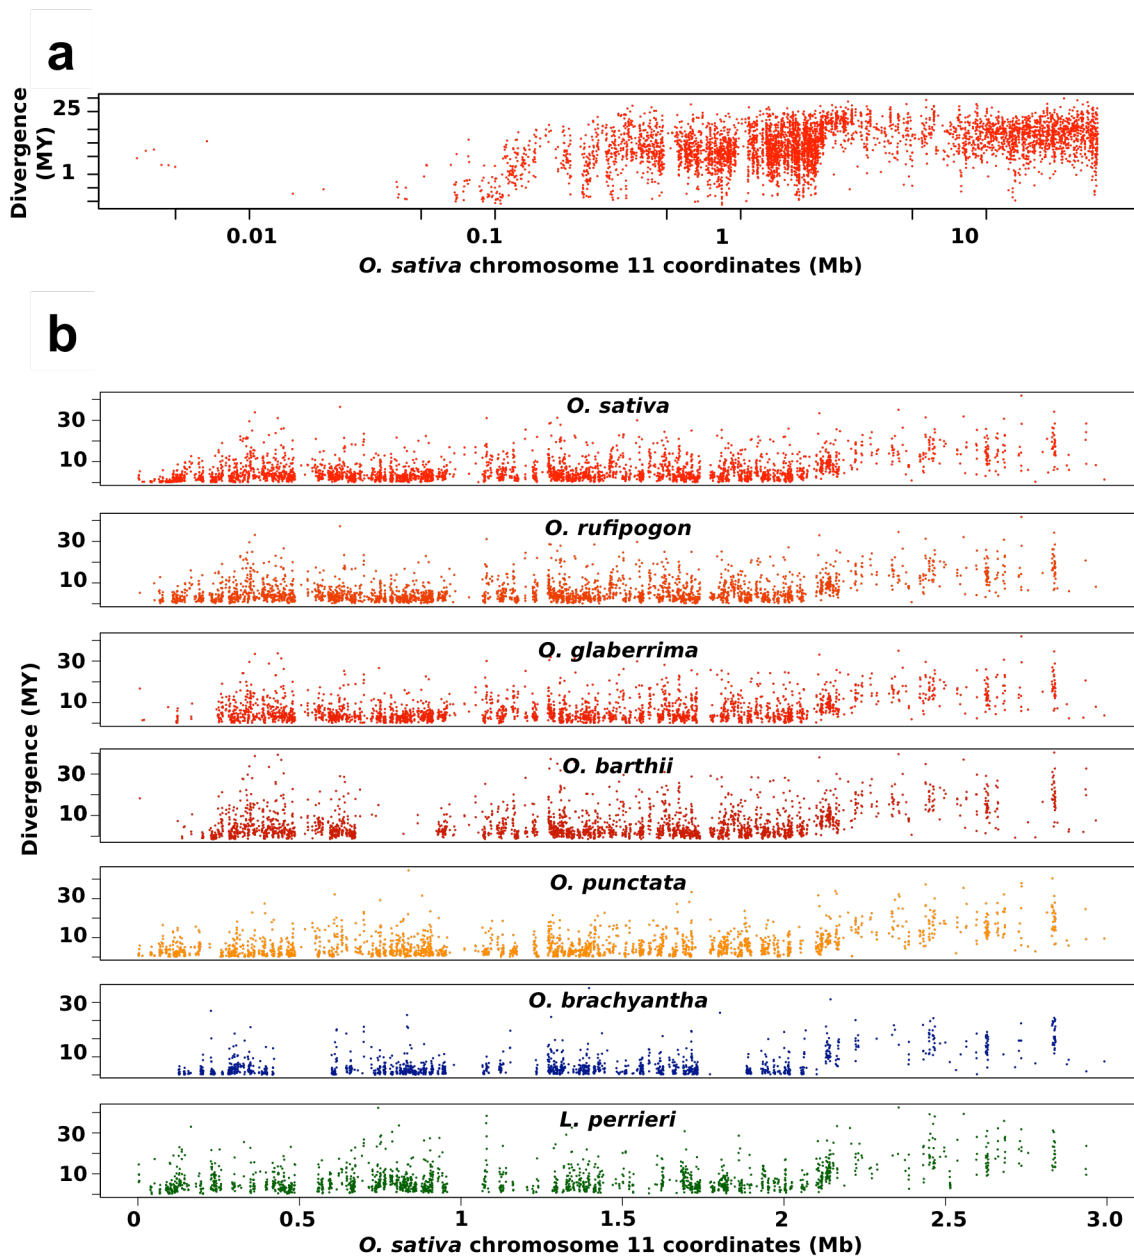 a
Divergence
(MY)
25
1
0.01 0.1 1 10
O. sativa chromosome 11 coordinates (Mb)
b
Divergence (MY)
O. sativa
30
10
O. rufipogon
30
10
O. glaberrima
30
10
O. barthii
30
10
O. punctata
30
10
O. brachyantha
30
10
L. perrieri
30
10
0 0.5 1 1.5 2 2.5 3.0
O. sativa chromosome 11 coordinates (Mb)